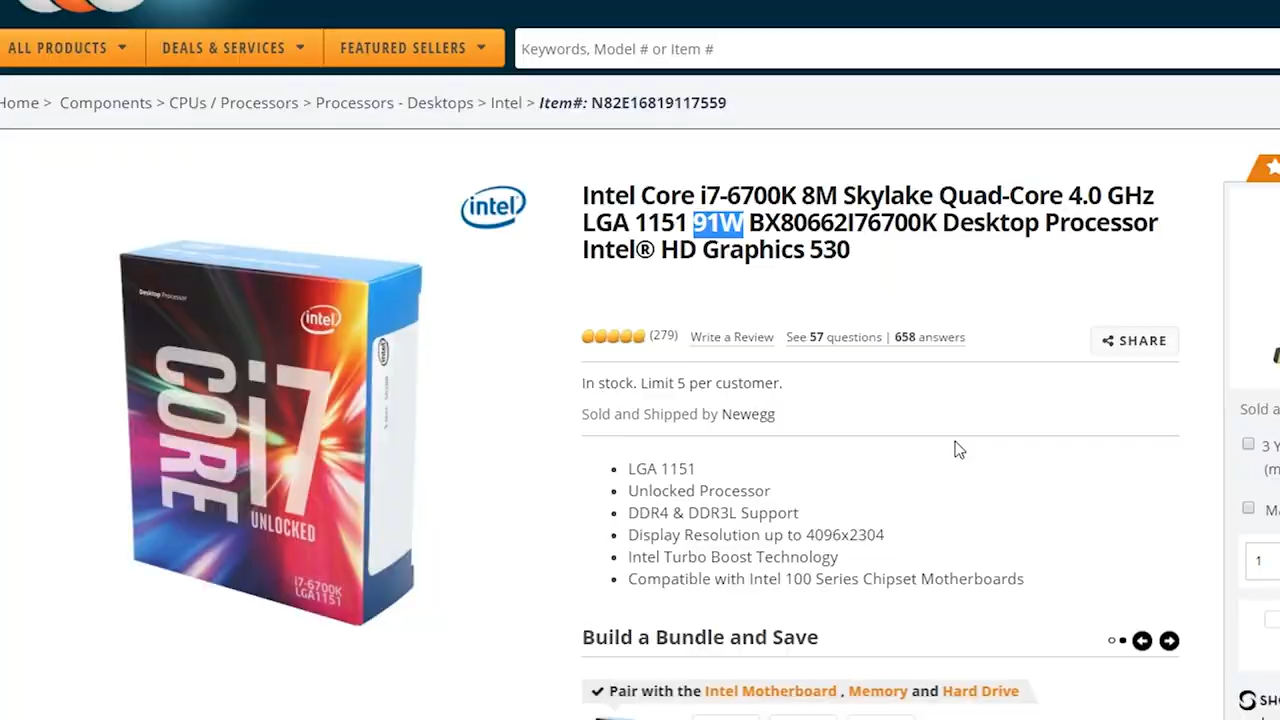 ALL PRODUCTS
DEALS & SERVICES
FEATURED SELLERS
Keywords, Model # or Item #
Home > Components > CPUs / Processors > Processors - Desktops > Intel > Item#: N82E16819117559
intel
Intel Core i7-6700K 8M Skylake Quad-Core 4.0 GHz
LGA 1151 91W BX80662I76700K Desktop Processor
Intel® HD Graphics 530
Desktop Processor
intel
CORE i7
UNLOCKED
i7-6700K
LGA1151
(279) Write a Review See 57 questions | 658 answers
SHARE
In stock. Limit 5 per customer.
Sold and Shipped by Newegg
LGA 1151
Unlocked Processor
DDR4 & DDR3L Support
Display Resolution up to 4096x2304
Intel Turbo Boost Technology
Compatible with Intel 100 Series Chipset Motherboards
Build a Bundle and Save
Pair with the Intel Motherboard , Memory and Hard Drive
Sold a
3 Y
(m
Ma
1
SHO